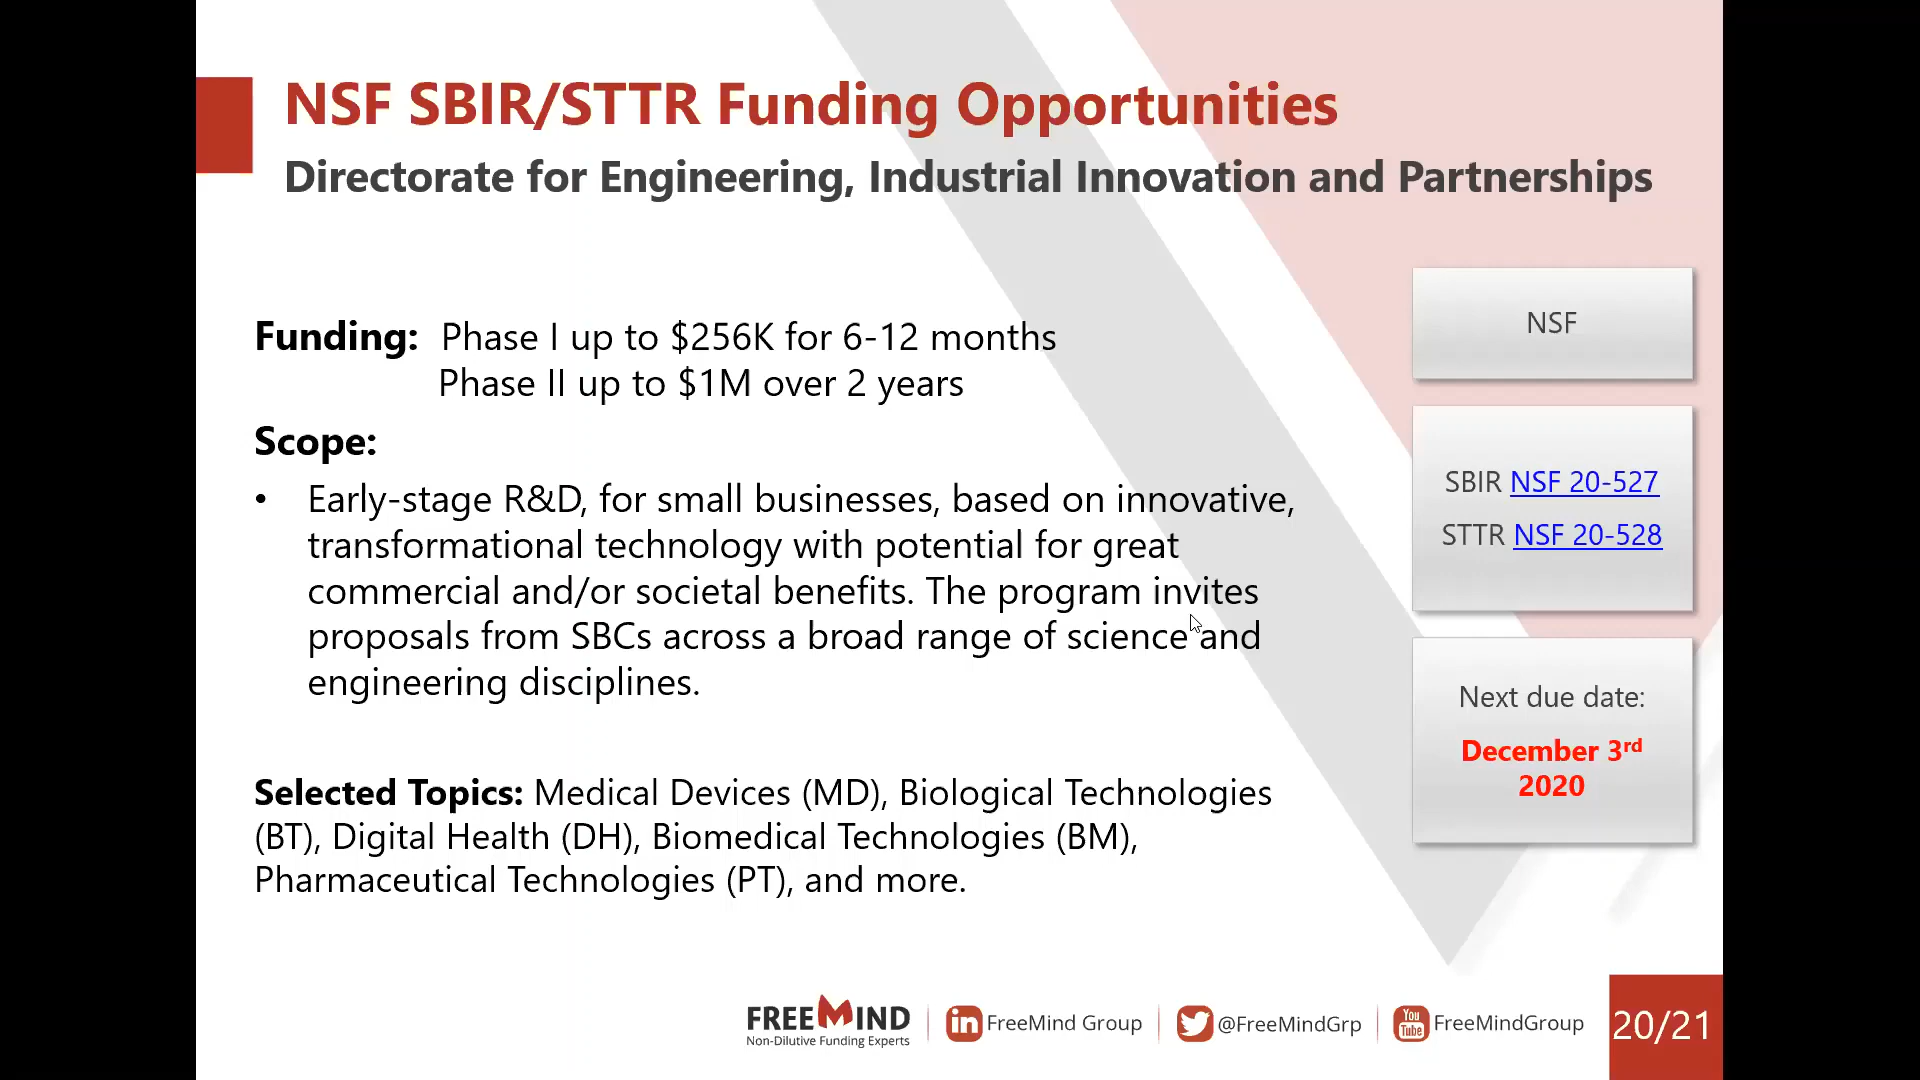 NSF SBIR/STTR Funding Opportunities
Directorate for Engineering, Industrial Innovation and Partnerships
Funding: Phase I up to $256K for 6-12 months
Phase II up to $1M over 2 years
Scope:
• Early-stage R&D, for small businesses, based on innovative,
transformational technology with potential for great
commercial and/or societal benefits. The program invites
proposals from SBCs across a broad range of science and
engineering disciplines.
Selected Topics: Medical Devices (MD), Biological Technologies
(BT), Digital Health (DH), Biomedical Technologies (BM),
Pharmaceutical Technologies (PT), and more.
NSF
SBIR NSF 20-527
STTR NSF 20-528
Next due date:
December 3rd
2020
FREEMIND
Non-Dilutive Funding Experts
in FreeMind Group
@FreeMindGrp
You
Tube
FreeMindGroup
20/21